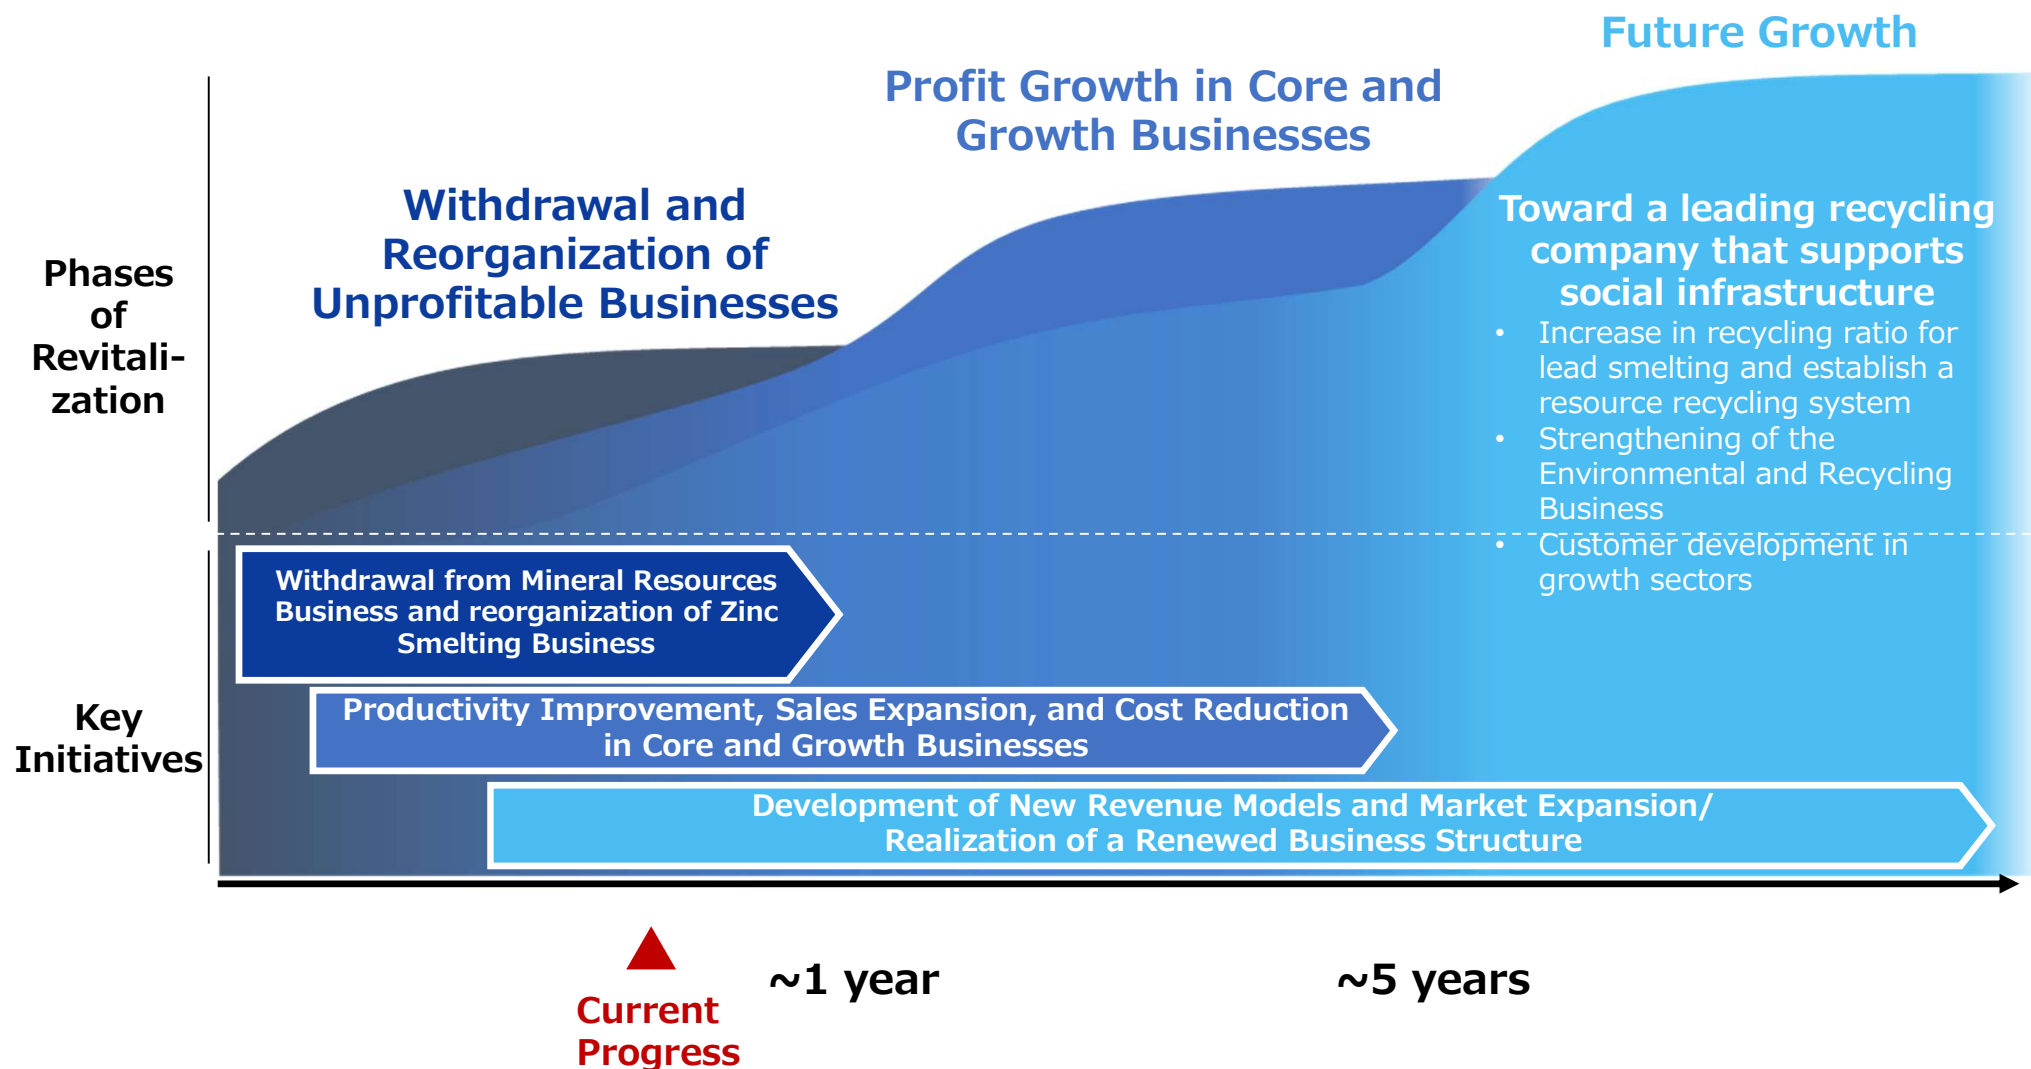 Future Growth
Profit Growth in Core and
Growth Businesses
Withdrawal and
Reorganization of
Unprofitable Businesses
Phases
of
Revitali-
zation
Toward a leading recycling
company that supports
social infrastructure
• Increase in recycling ratio for
lead smelting and establish a
resource recycling system
• Strengthening of the
Environmental and Recycling
Business
• Customer development in
growth sectors
Key
Initiatives
Withdrawal from Mineral Resources
Business and reorganization of Zinc
Smelting Business
Productivity Improvement, Sales Expansion, and Cost Reduction
in Core and Growth Businesses
Development of New Revenue Models and Market Expansion/
Realization of a Renewed Business Structure
~1 year
~5 years
Current
Progress